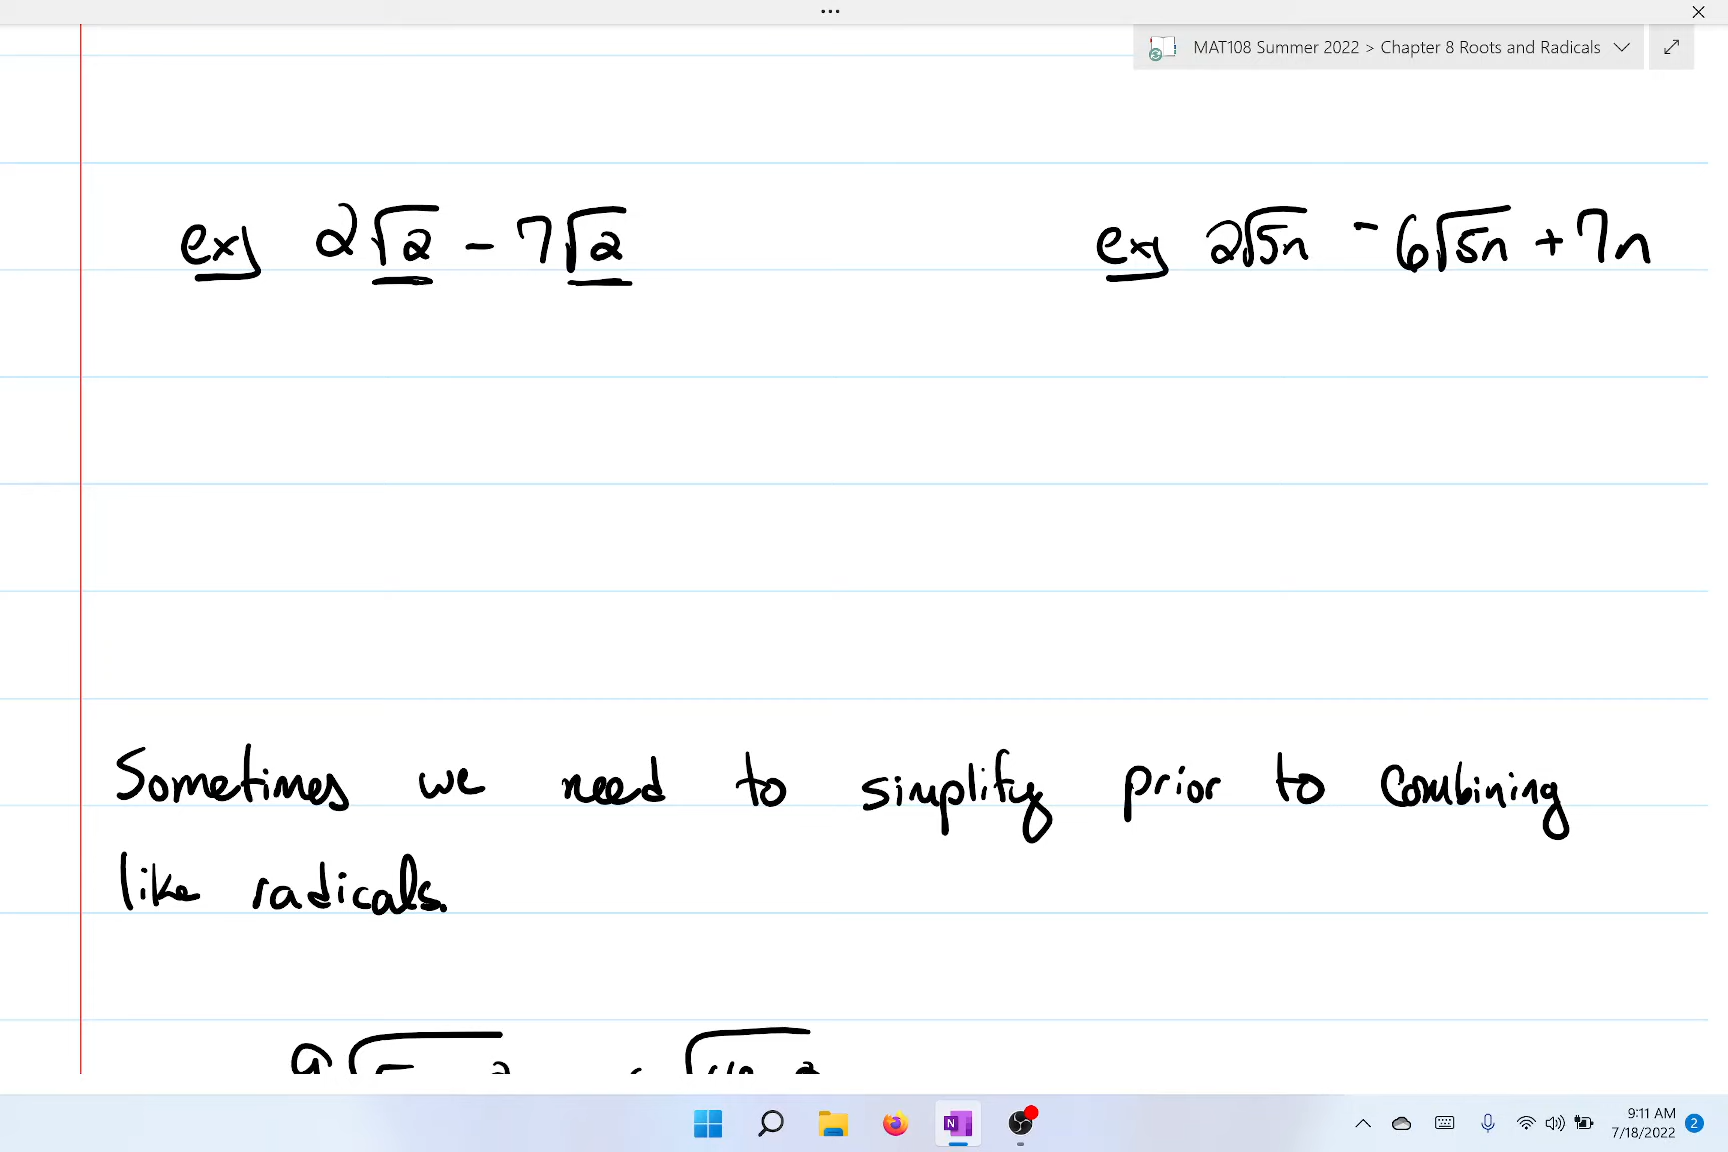 MAT108 Summer 2022 > Chapter 8 Roots and Radicals
ex) 2√2 - 7√2
ex) 2√5n - 6√5n + 7n
Sometimes we need to simplify prior to combining
like radicals.
9:11 AM
7/18/2022
2